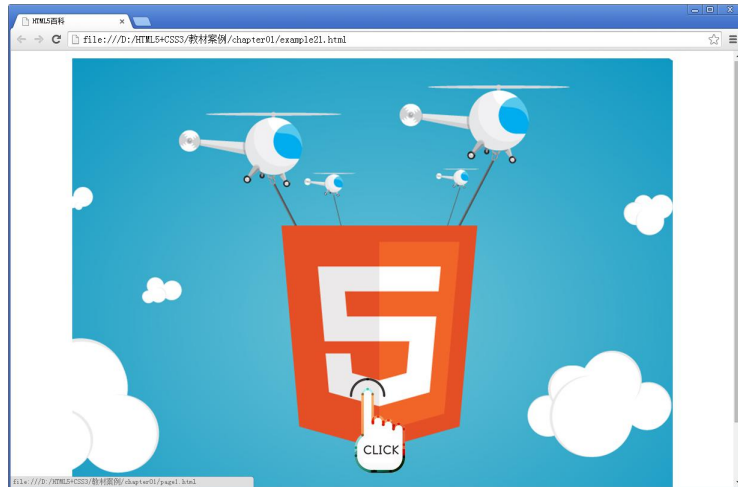 HTML5百科
file:///D:/HTML5+CSS3/教材案例/chapter01/example21.html
5
CLICK
file:///D:/HTML5+CSS3/教材案例/chapter01/page1.html